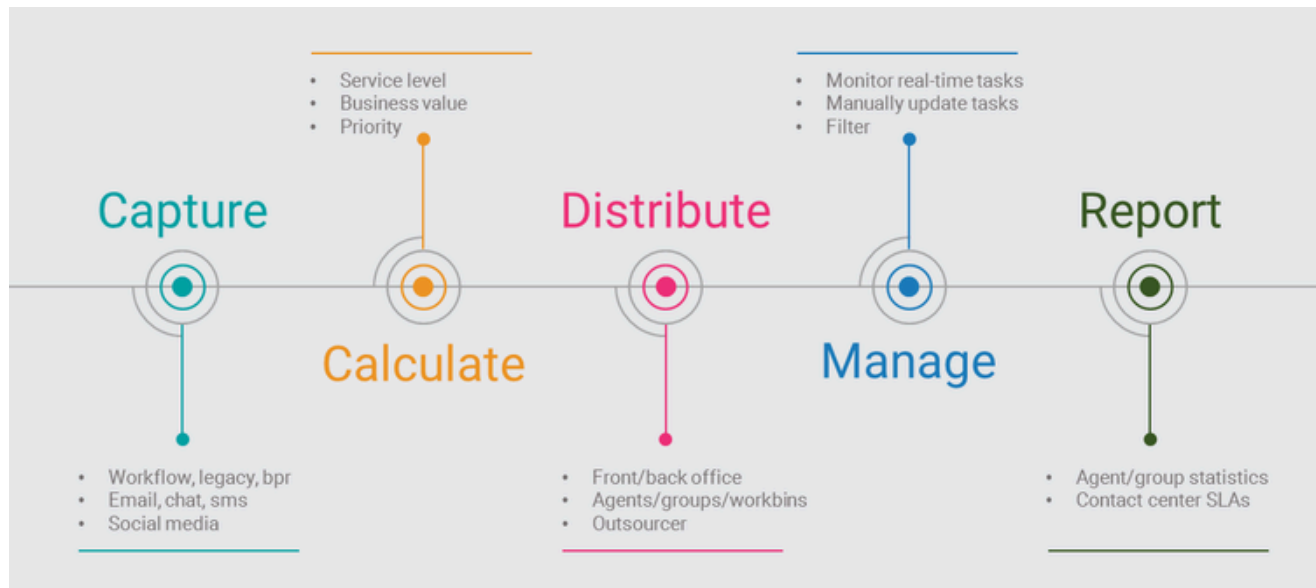 Capture
• Workflow, legacy, bpr
• Email, chat, sms
• Social media
• Service level
• Business value
• Priority
Calculate
Distribute
• Front/back office
• Agents/groups/workbins
• Outsourcer
• Monitor real-time tasks
• Manually update tasks
• Filter
Manage
Report
• Agent/group statistics
• Contact center SLAs